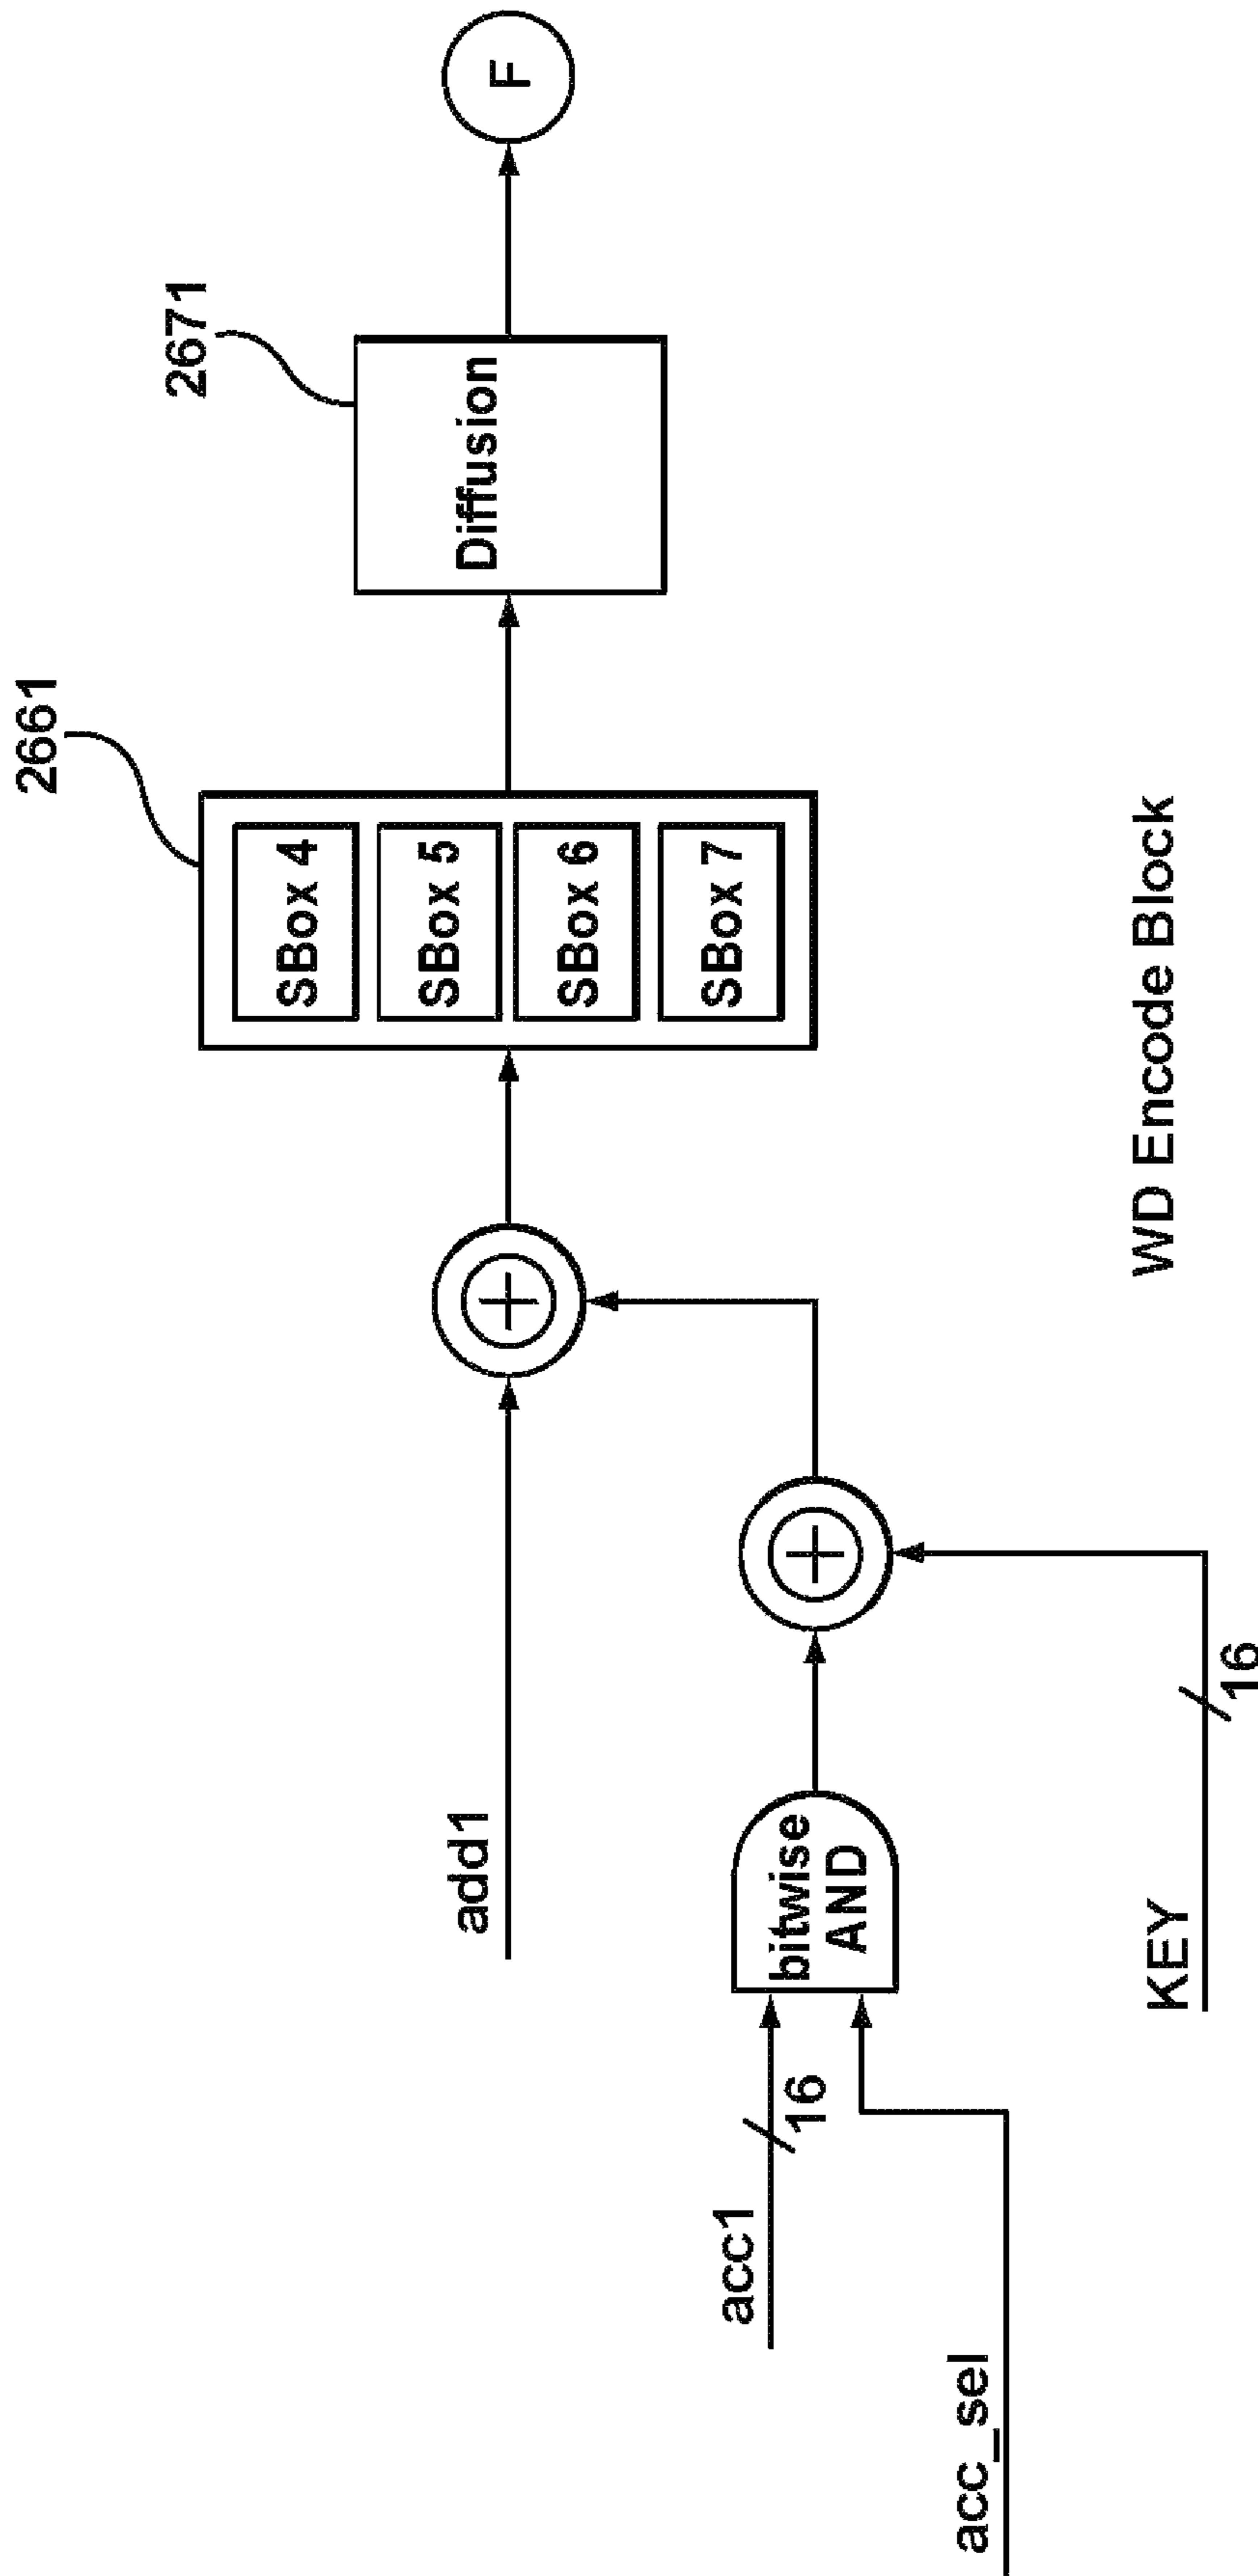 2661
2671
SBox 4
SBox 5
SBox 6
SBox 7
Diffusion
F
add1
acc1
16
bitwise
AND
acc_sel
KEY
16
WD Encode Block